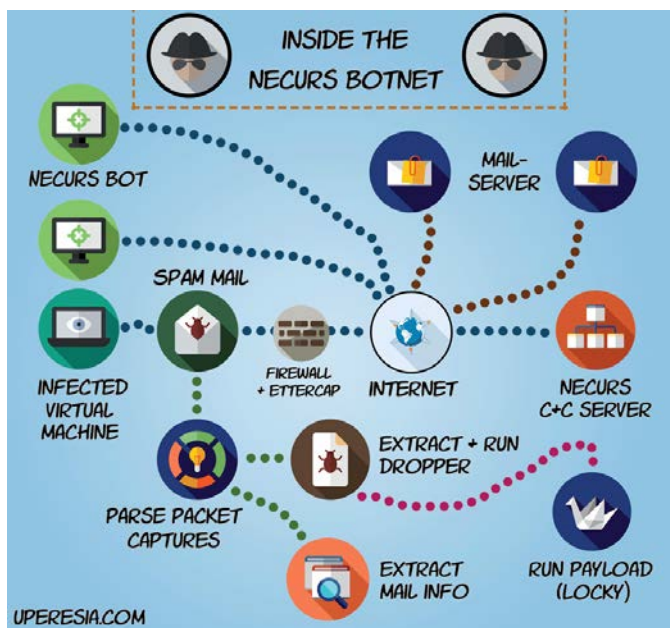 INSIDE THE
NECURS BOTNET
NECURS BOT
MAIL-
SERVER
SPAM MAIL
INFECTED
VIRTUAL
MACHINE
FIREWALL
+ ETTERCAP
INTERNET
NECURS
C+C SERVER
PARSE PACKET
CAPTURES
EXTRACT + RUN
DROPPER
EXTRACT
MAIL INFO
RUN PAYLOAD
(LOCKY)
UPERESIA.COM